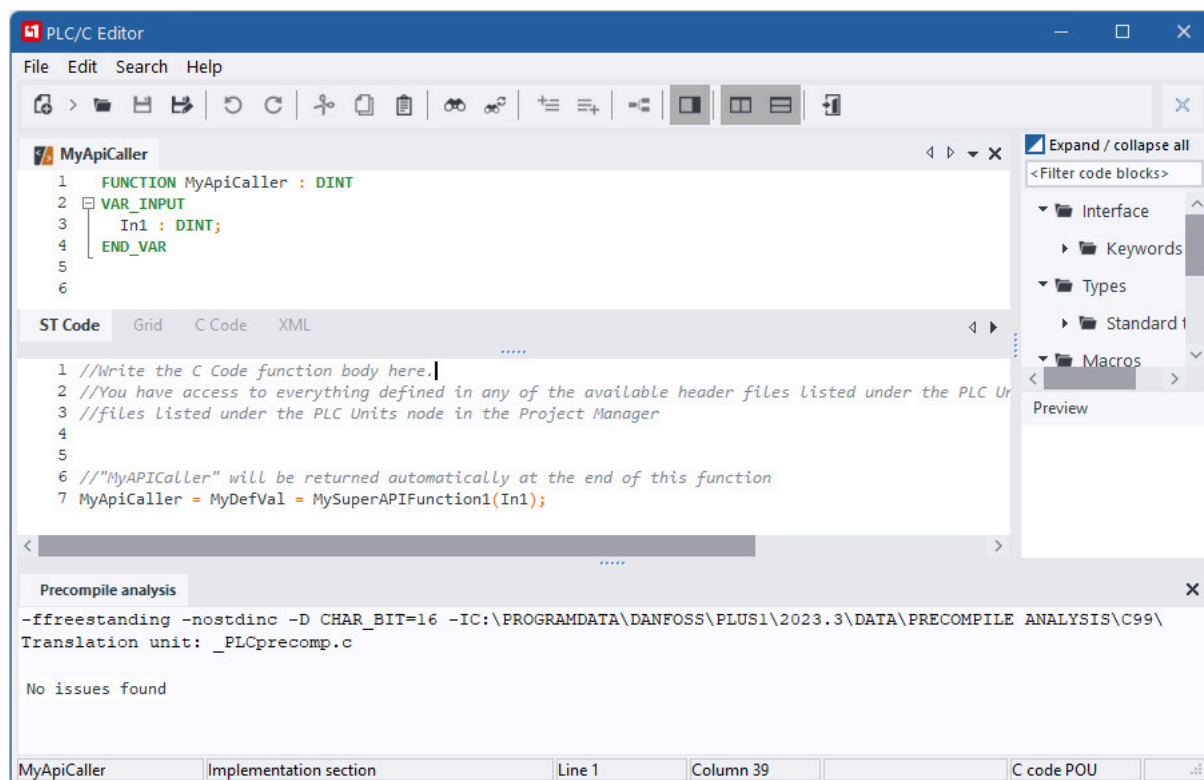 PLC/C Editor
File Edit Search Help
MyApiCaller
Expand / collapse all
<Filter code blocks>
Interface
Keywords
Types
Standard t
Macros
Preview
1 FUNCTION MyApiCaller : DINT
2 VAR_INPUT
3 In1 : DINT;
4 END_VAR
5
6
ST Code Grid C Code XML
1 //Write the C Code function body here.
2 //You have access to everything defined in any of the available header files listed under the PLC Un
3 //files listed under the PLC Units node in the Project Manager
4
5
6 //"MyAPICaller" will be returned automatically at the end of this function
7 MyApiCaller = MyDefVal = MySuperAPIFunction1(In1);
Precompile analysis
-ffreestanding -nostdinc -D CHAR_BIT=16 -IC:\PROGRAMDATA\DANFOSS\PLUS1\2023.3\DATA\PRECOMPILE ANALYSIS\C99\
Translation unit: _PLCprecomp.c
No issues found
MyApiCaller Implementation section Line 1 Column 39 C code POU